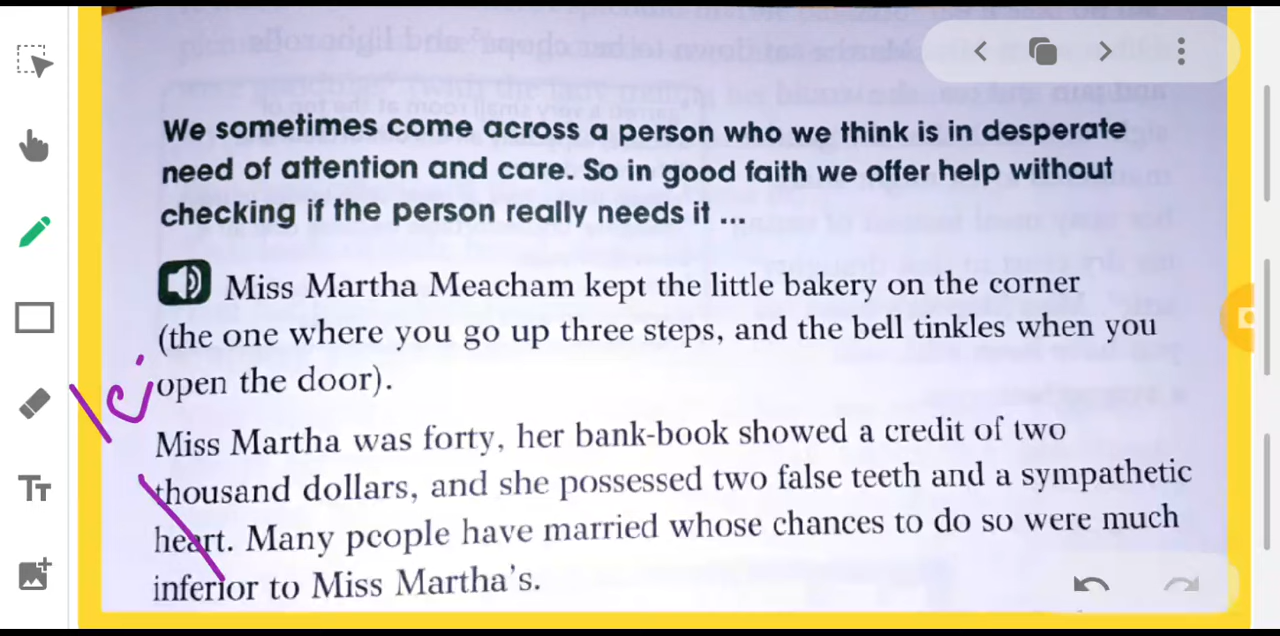 We sometimes come across a person who we think is in desperate
need of attention and care. So in good faith we offer help without
checking if the person really needs it ...
Miss Martha Meacham kept the little bakery on the corner
(the one where you go up three steps, and the bell tinkles when you
open the door).
Miss Martha was forty, her bank-book showed a credit of two
thousand dollars, and she possessed two false teeth and a sympathetic
heart. Many people have married whose chances to do so were much
inferior to Miss Martha's.
TT